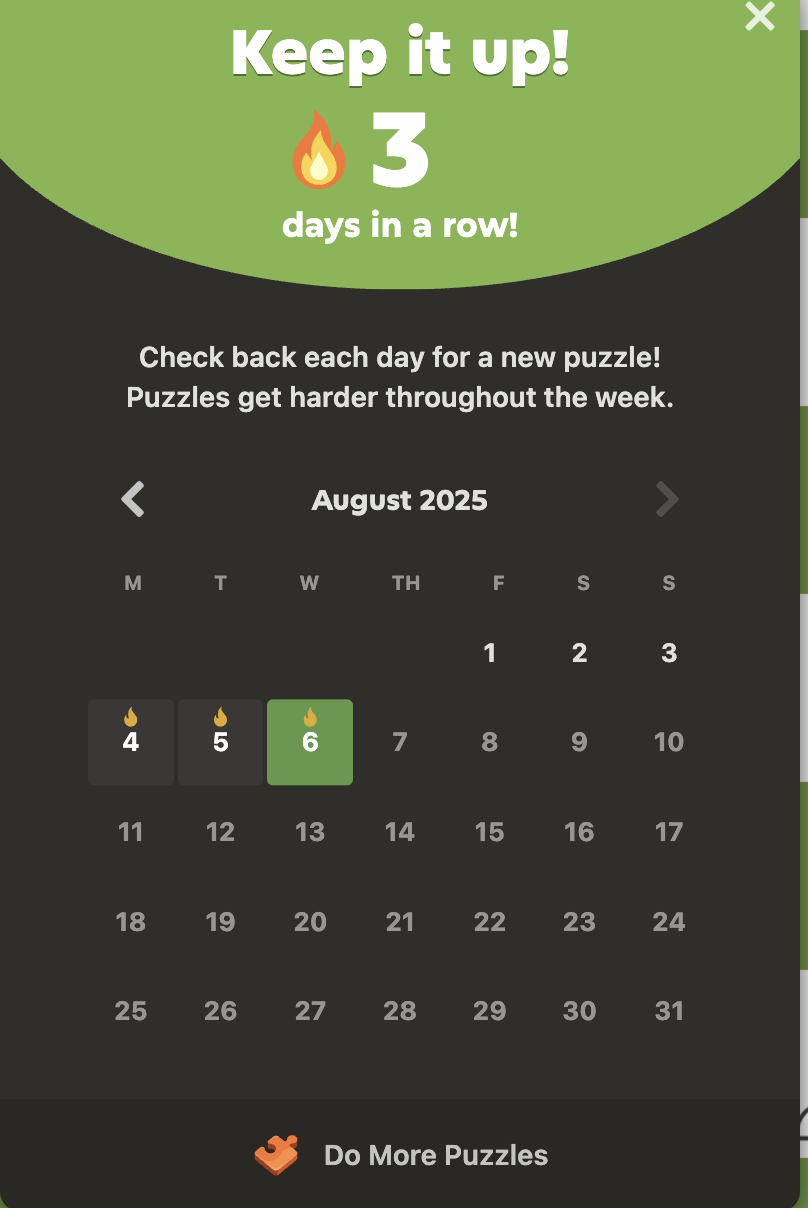 Keep it up!
3
days in a row!
Check back each day for a new puzzle!
Puzzles get harder throughout the week.
August 2025
M T W TH F S S
1 2 3
4 5 6 7 8 9 10
11 12 13 14 15 16 17
18 19 20 21 22 23 24
25 26 27 28 29 30 31
Do More Puzzles